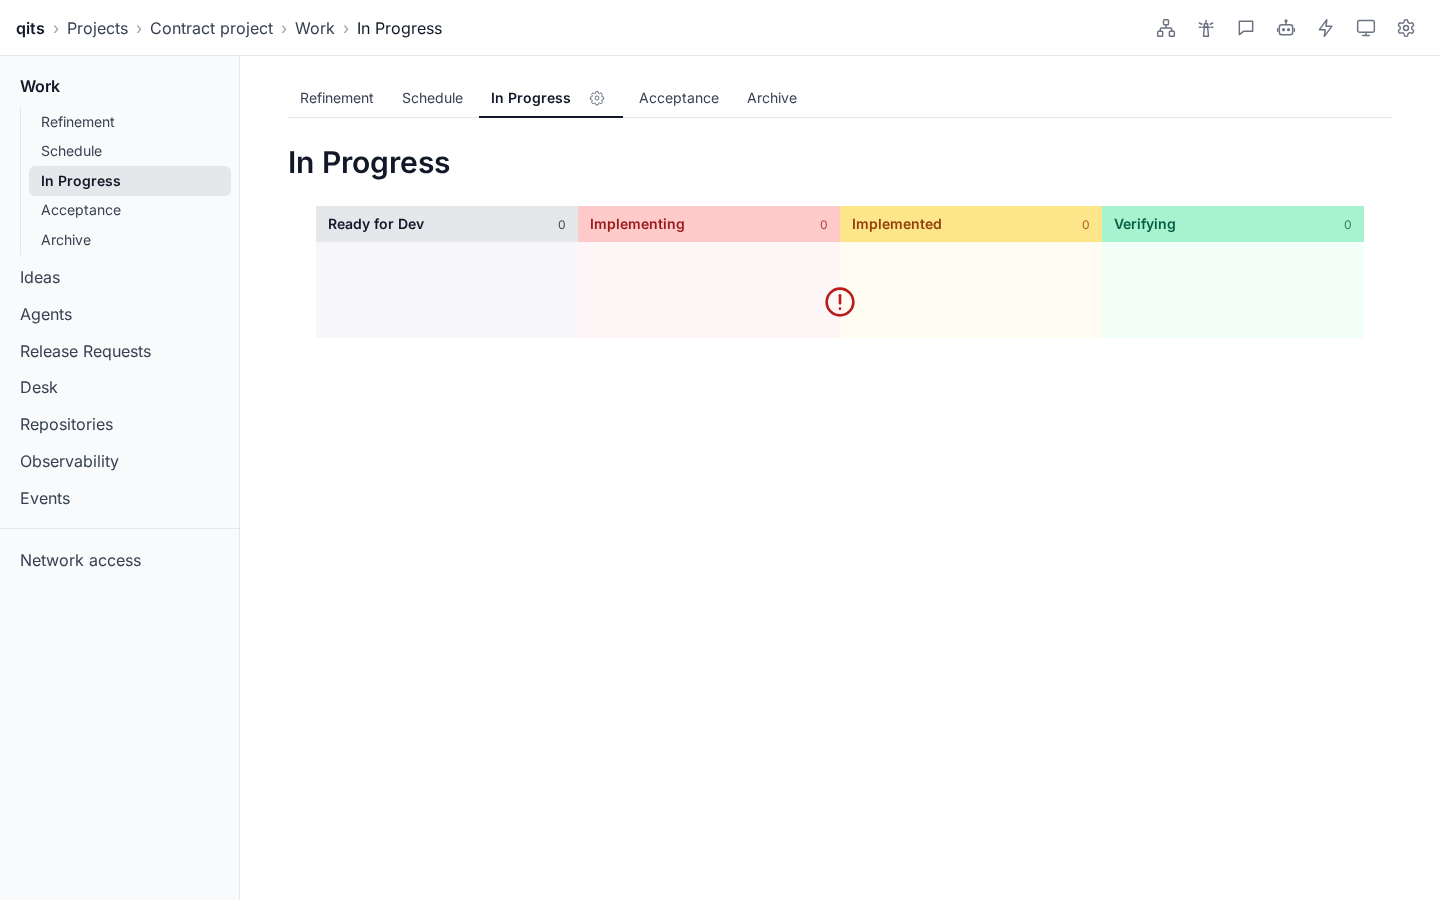 qits › Projects › Contract project › Work › In Progress
Work
Refinement
Schedule
In Progress
Acceptance
Archive
Ideas
Agents
Release Requests
Desk
Repositories
Observability
Events
Network access
Refinement Schedule In Progress Acceptance Archive
In Progress
Ready for Dev 0 Implementing 0 Implemented 0 Verifying 0